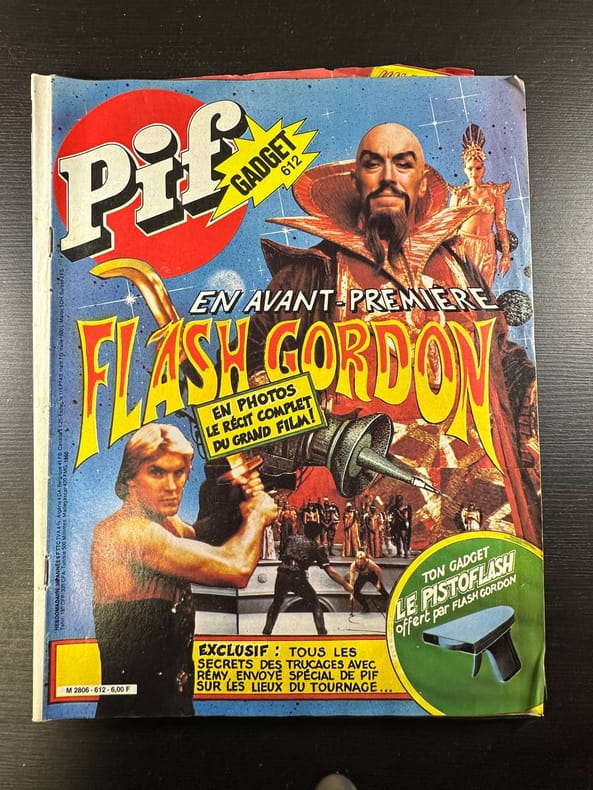 Pif
GADGET
612
EN AVANT-PREMIÈRE
FLASH GORDON
EN PHOTOS
LE RÉCIT COMPLET
DU GRAND FILM!
TON GADGET
LE PISTOFLASH
offert par FLASH GORDON
EXCLUSIF: TOUS LES
SECRETS DES TRUCAGES AVEC
RÉMY, ENVOYÉ SPÉCIAL DE PIF
SUR LES LIEUX DU TOURNAGE...
M 2806 - 612 - 6,00 F